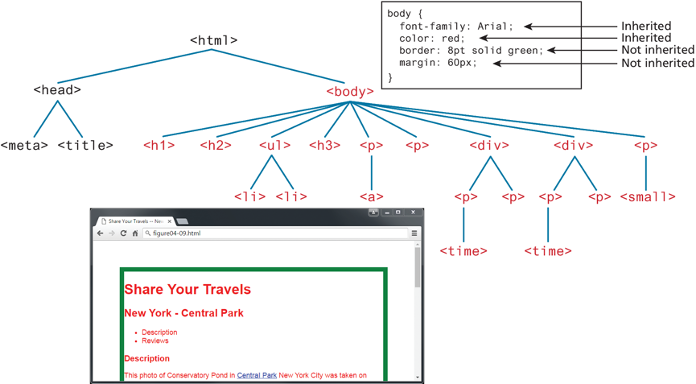 body {
font-family: Arial; Inherited
color: red; Inherited
border: 8pt solid green; Not inherited
margin: 60px; Not inherited
}
<html>
<head> <body>
<meta> <title> <h1> <h2> <ul> <h3> <p> <p> <div> <div> <p>
<li> <li> <a> <p> <p> <p> <p> <small>
<time> <time>
Share Your Travels -- New
figure04-09.html
Share Your Travels
New York - Central Park
Description
Reviews
Description
This photo of Conservatory Pond in Central Park New York City was taken on